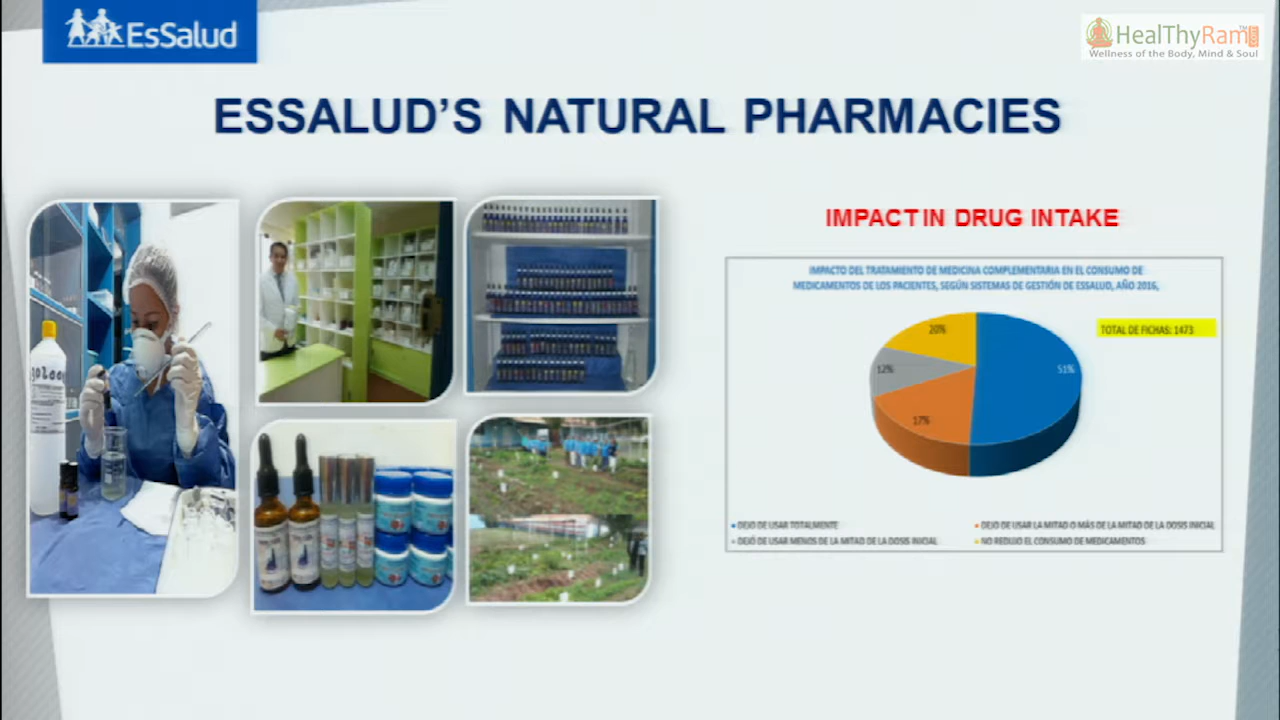 EsSalud
HealThyRam
Wellness of the Body, Mind & Soul
ESSALUD'S NATURAL PHARMACIES
IMPACT IN DRUG INTAKE
IMPACTO DEL TRATAMIENTO DE MEDICINA COMPLEMENTARIA EN EL CONSUMO DE
MEDICAMENTOS DE LOS PACIENTES, SEGÚN SISTEMAS DE GESTIÓN DE ESSALUD, AÑO 2016,
TOTAL DE FICHAS: 1473
20%
12%
51%
17%
DEJO DE USAR TOTALMENTE
DEJO DE USAR LA MITAD O MÁS DE LA MITAD DE LA DOSIS INICIAL
DEJÓ DE USAR MENOS DE LA MITAD DE LA DOSIS INICIAL
NO REDUJO EL CONSUMO DE MEDICAMENTOS